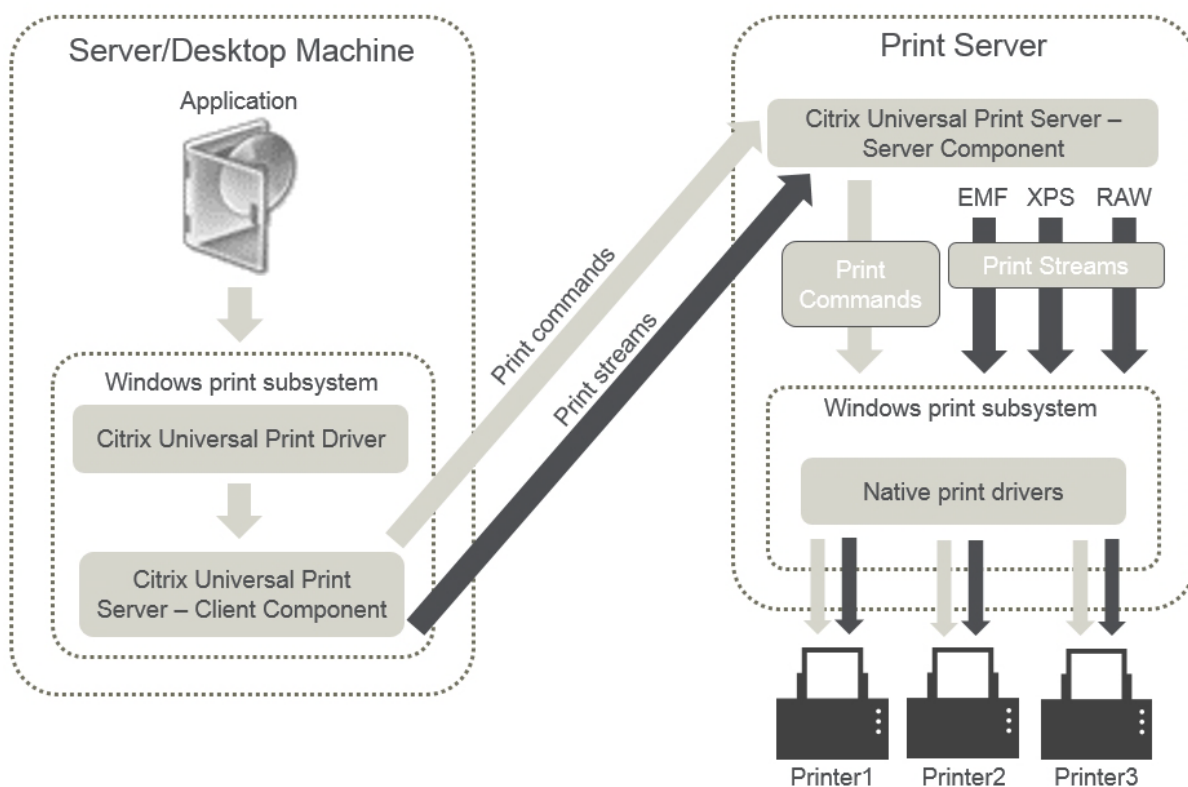 Server/Desktop Machine
Application
Windows print subsystem
Citrix Universal Print Driver
Citrix Universal Print
Server – Client Component
Print commands
Print streams
Print Server
Citrix Universal Print Server –
Server Component
EMF XPS RAW
Print
Commands
Print Streams
Windows print subsystem
Native print drivers
Printer1 Printer2 Printer3